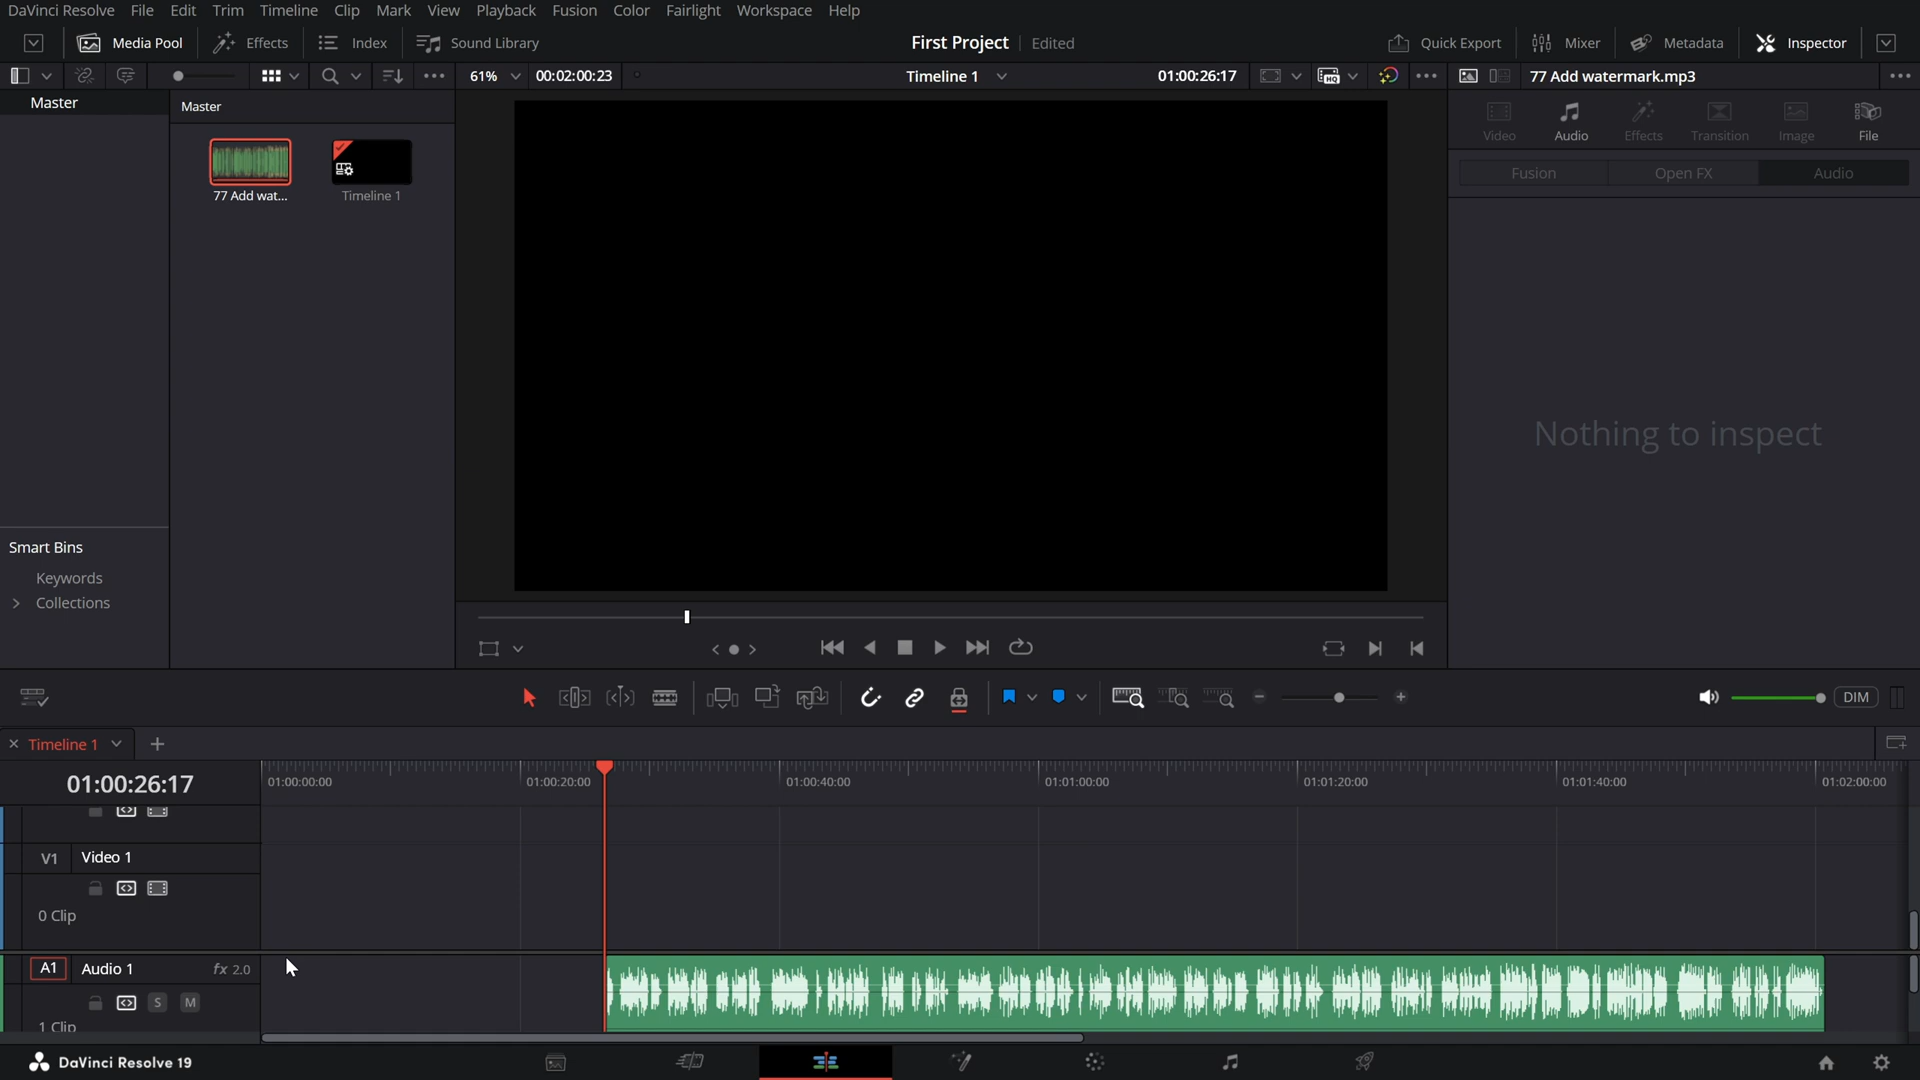 DaVinci Resolve File Edit Trim Timeline Clip Mark View Playback Fusion Color Fairlight Workspace Help
Media Pool Effects Index Sound Library First Project Edited Quick Export Mixer Metadata Inspector
61% 00:02:00:23 Timeline 1 01:00:26:17 HQ 77 Add watermark.mp3
Master Master
Video Audio Effects Transition Image File
Fusion Open FX Audio
77 Add wat... Timeline 1
Nothing to inspect
Smart Bins
Keywords
Collections
DIM
Timeline 1
01:00:26:17 01:00:00:00 01:00:20:00 01:00:40:00 01:01:00:00 01:01:20:00 01:01:40:00 01:02:00:00
V1 Video 1
0 Clip
A1 Audio 1 fx 2.0
S M
1 Clip
DaVinci Resolve 19